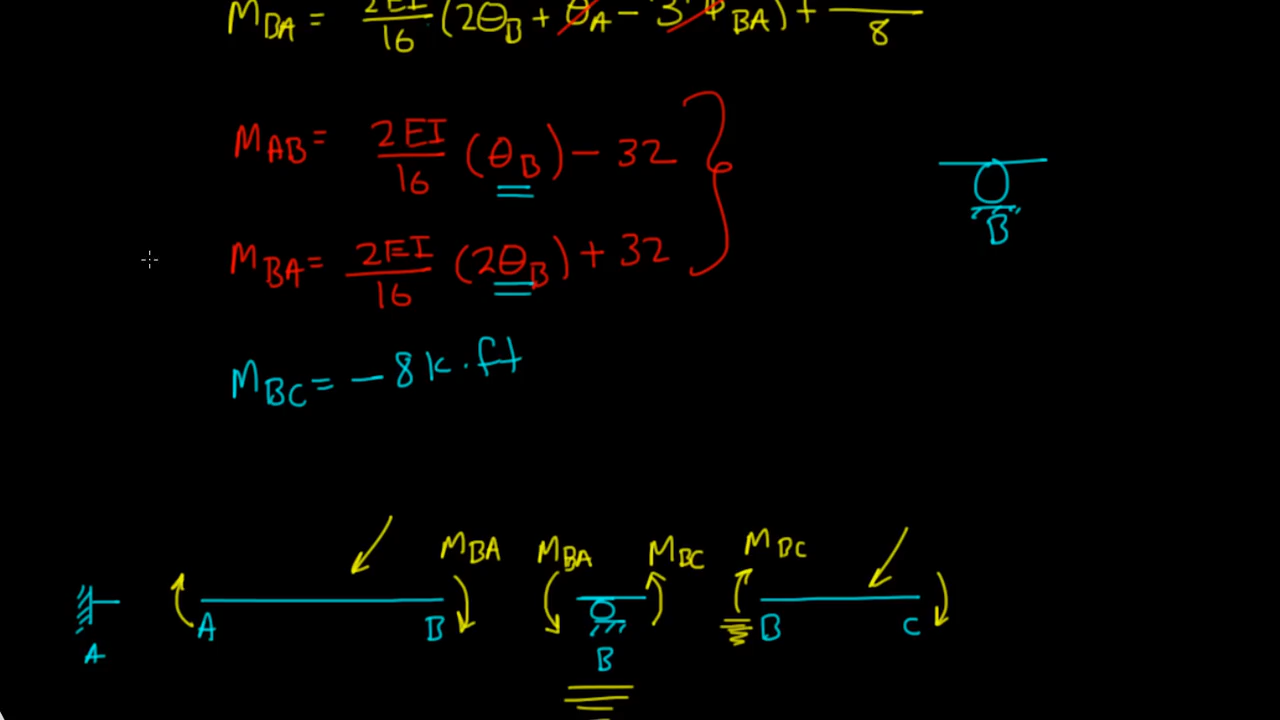 M_BA = 2EI/16 (2θ_B + θ_A − 3Ψ_BA) + /8
M_AB = 2EI/16 (θ_B) − 32
B
M_BA = 2EI/16 (2θ_B) + 32
M_BC = − 8 k.ft
M_BA M_BA M_BC M_BC
A B B C
A B